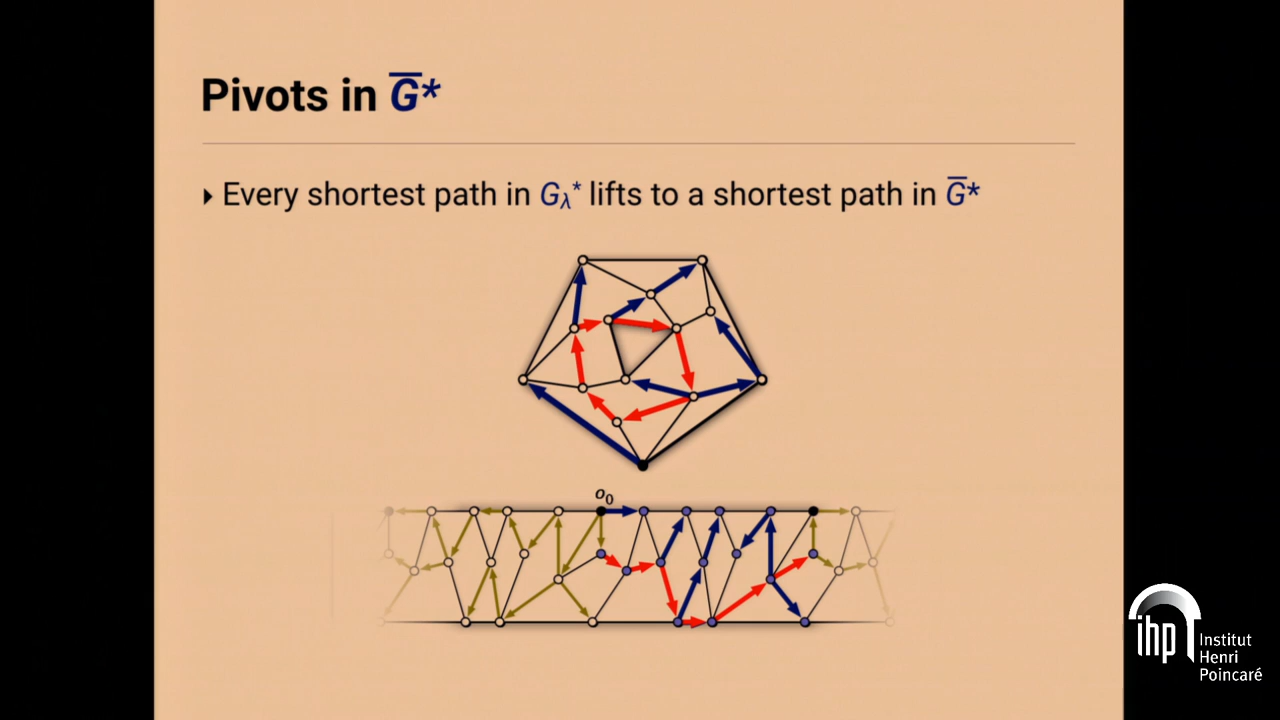 Pivots in G̅*
Every shortest path in Gλ* lifts to a shortest path in G̅*
o₀
ihp
Institut
Henri
Poincaré